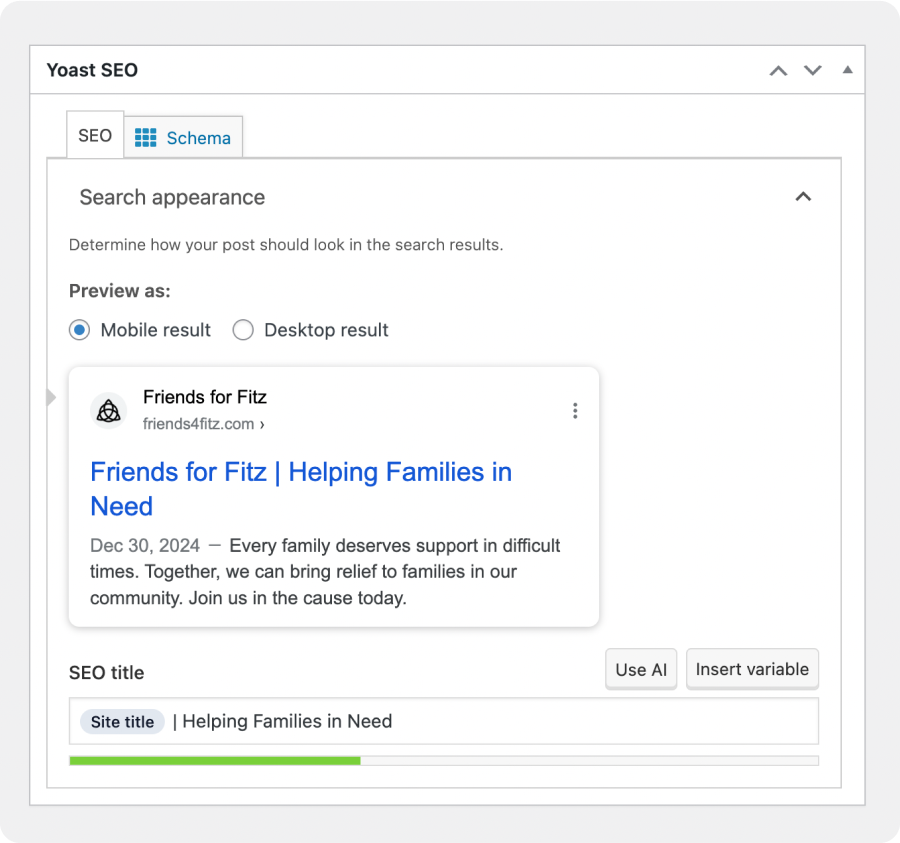 Yoast SEO
SEO
Schema
Search appearance
Determine how your post should look in the search results.
Preview as:
Mobile result
Desktop result
Friends for Fitz
friends4fitz.com ›
Friends for Fitz | Helping Families in
Need
Dec 30, 2024 － Every family deserves support in difficult
times. Together, we can bring relief to families in our
community. Join us in the cause today.
SEO title
Use AI
Insert variable
Site title | Helping Families in Need